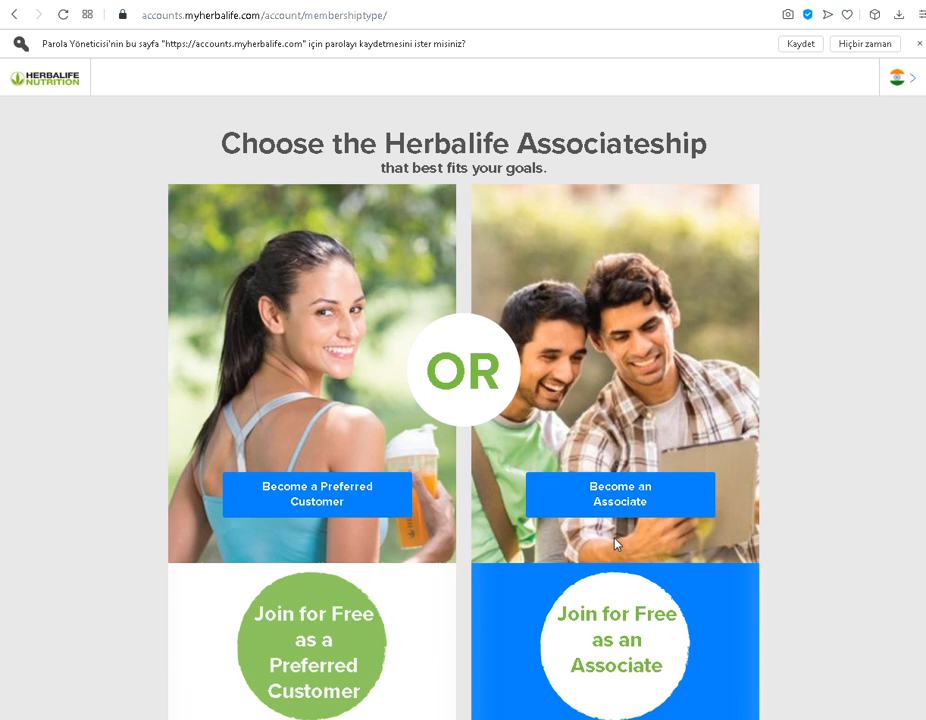 accounts.myherbalife.com/account/membershiptype/
Parola Yöneticisi'nin bu sayfa "https://accounts.myherbalife.com" için parolayı kaydetmesini ister misiniz?
Kaydet
Hiçbir zaman
HERBALIFE
NUTRITION
Choose the Herbalife Associateship
that best fits your goals.
OR
Become a Preferred
Customer
Become an
Associate
Join for Free
as a
Preferred
Customer
Join for Free
as an
Associate